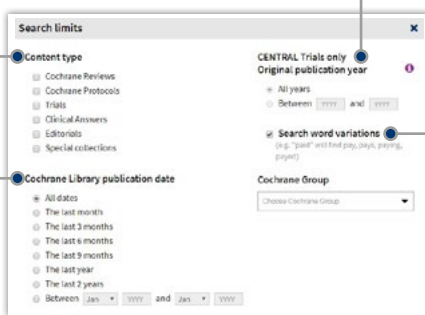 Search limits
Content type
Cochrane Reviews
Cochrane Protocols
Trials
Clinical Answers
Editorials
Special collections
Cochrane Library publication date
All dates
The last month
The last 3 months
The last 6 months
The last 9 months
The last year
The last 2 years
Between Jan YYYY and Jan YYYY
CENTRAL Trials only
Original publication year
All years
Between YYYY and YYYY
Search word variations
(e.g. "paid" will find pay, pays, paying,
payed)
Cochrane Group
Choose Cochrane Group